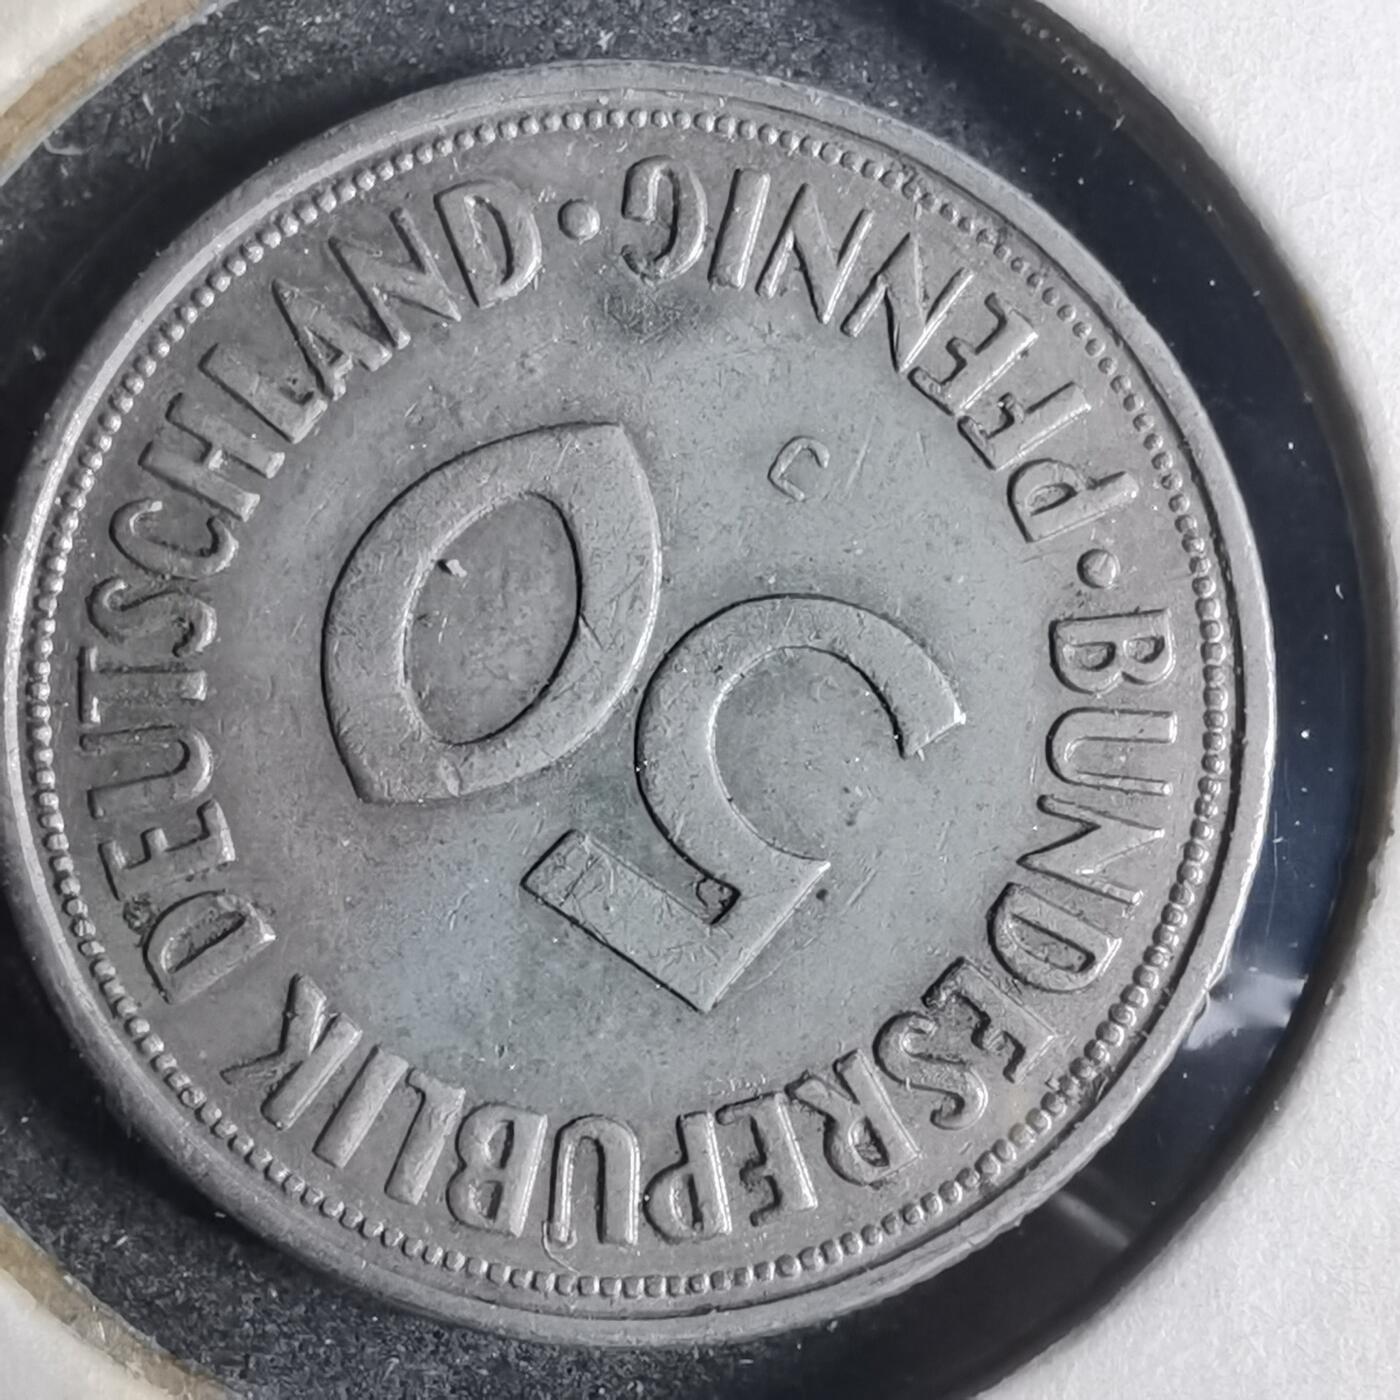 BUNDESREPUBLIK DEUTSCHLAND · PFENNIG ·
50
J